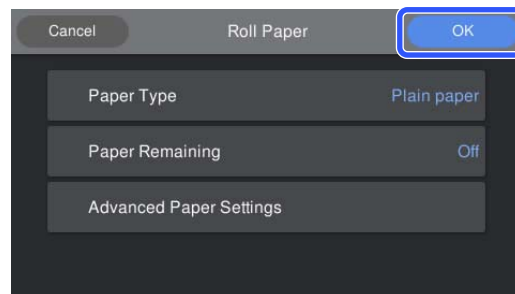 Cancel Roll Paper OK
Paper Type Plain paper
Paper Remaining Off
Advanced Paper Settings